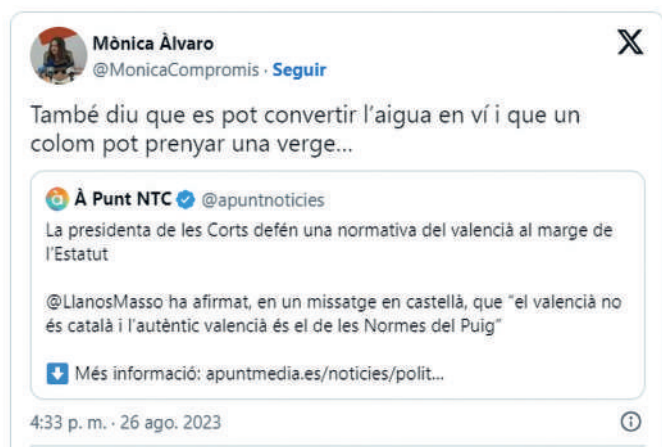 Mònica Àlvaro
@MonicaCompromis · Seguir
També diu que es pot convertir l'aigua en ví i que un
colom pot prenyar una verge...
À Punt NTC @apuntnoticies
La presidenta de les Corts defén una normativa del valencià al marge de
l'Estatut
@LlanosMasso ha afirmat, en un missatge en castellà, que "el valencià no
és català i l'autèntic valencià és el de les Normes del Puig"
⬇️ Més informació: apuntmedia.es/noticies/polit...
4:33 p. m. · 26 ago. 2023